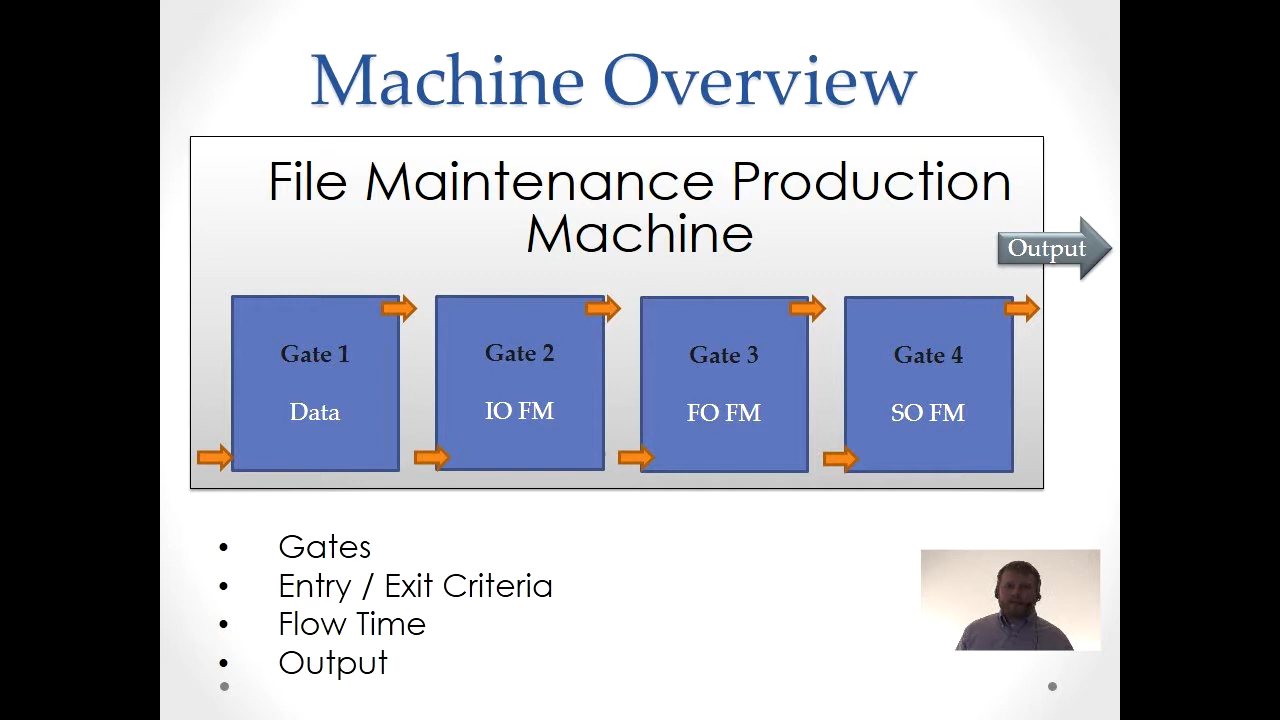 Machine Overview
File Maintenance Production
Machine
Output
Gate 1
Data
Gate 2
IO FM
Gate 3
FO FM
Gate 4
SO FM
• Gates
• Entry / Exit Criteria
• Flow Time
• Output